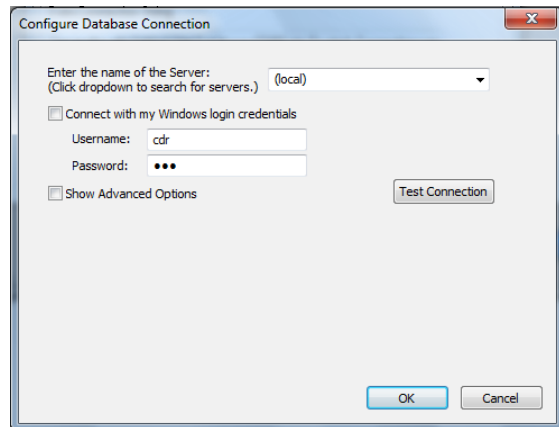 Configure Database Connection
Enter the name of the Server:
(Click dropdown to search for servers.)
(local)
Connect with my Windows login credentials
Username:
cdr
Password:
•••
Show Advanced Options
Test Connection
OK
Cancel